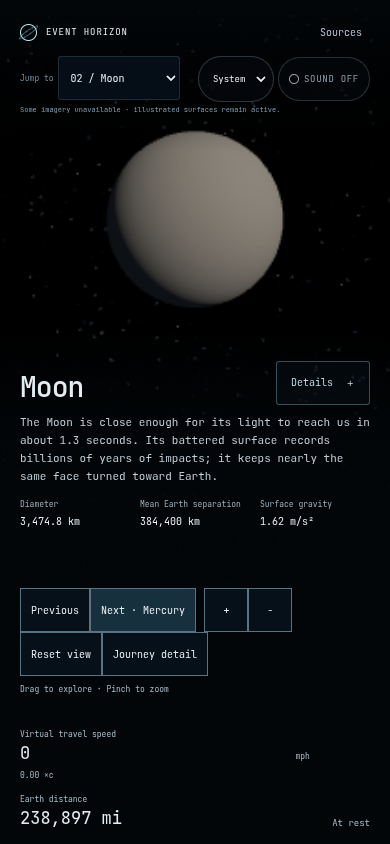 EVENT HORIZON
Sources
Jump to
02 / Moon
System
SOUND OFF
Some imagery unavailable · illustrated surfaces remain active.
Moon
Details +
The Moon is close enough for its light to reach us in
about 1.3 seconds. Its battered surface records
billions of years of impacts; it keeps nearly the
same face turned toward Earth.
Diameter
3,474.8 km
Mean Earth separation
384,400 km
Surface gravity
1.62 m/s²
Previous
Next · Mercury
+
-
Reset view
Journey detail
Drag to explore · Pinch to zoom
Virtual travel speed
0
mph
0.00 ×c
Earth distance
238,897 mi
At rest